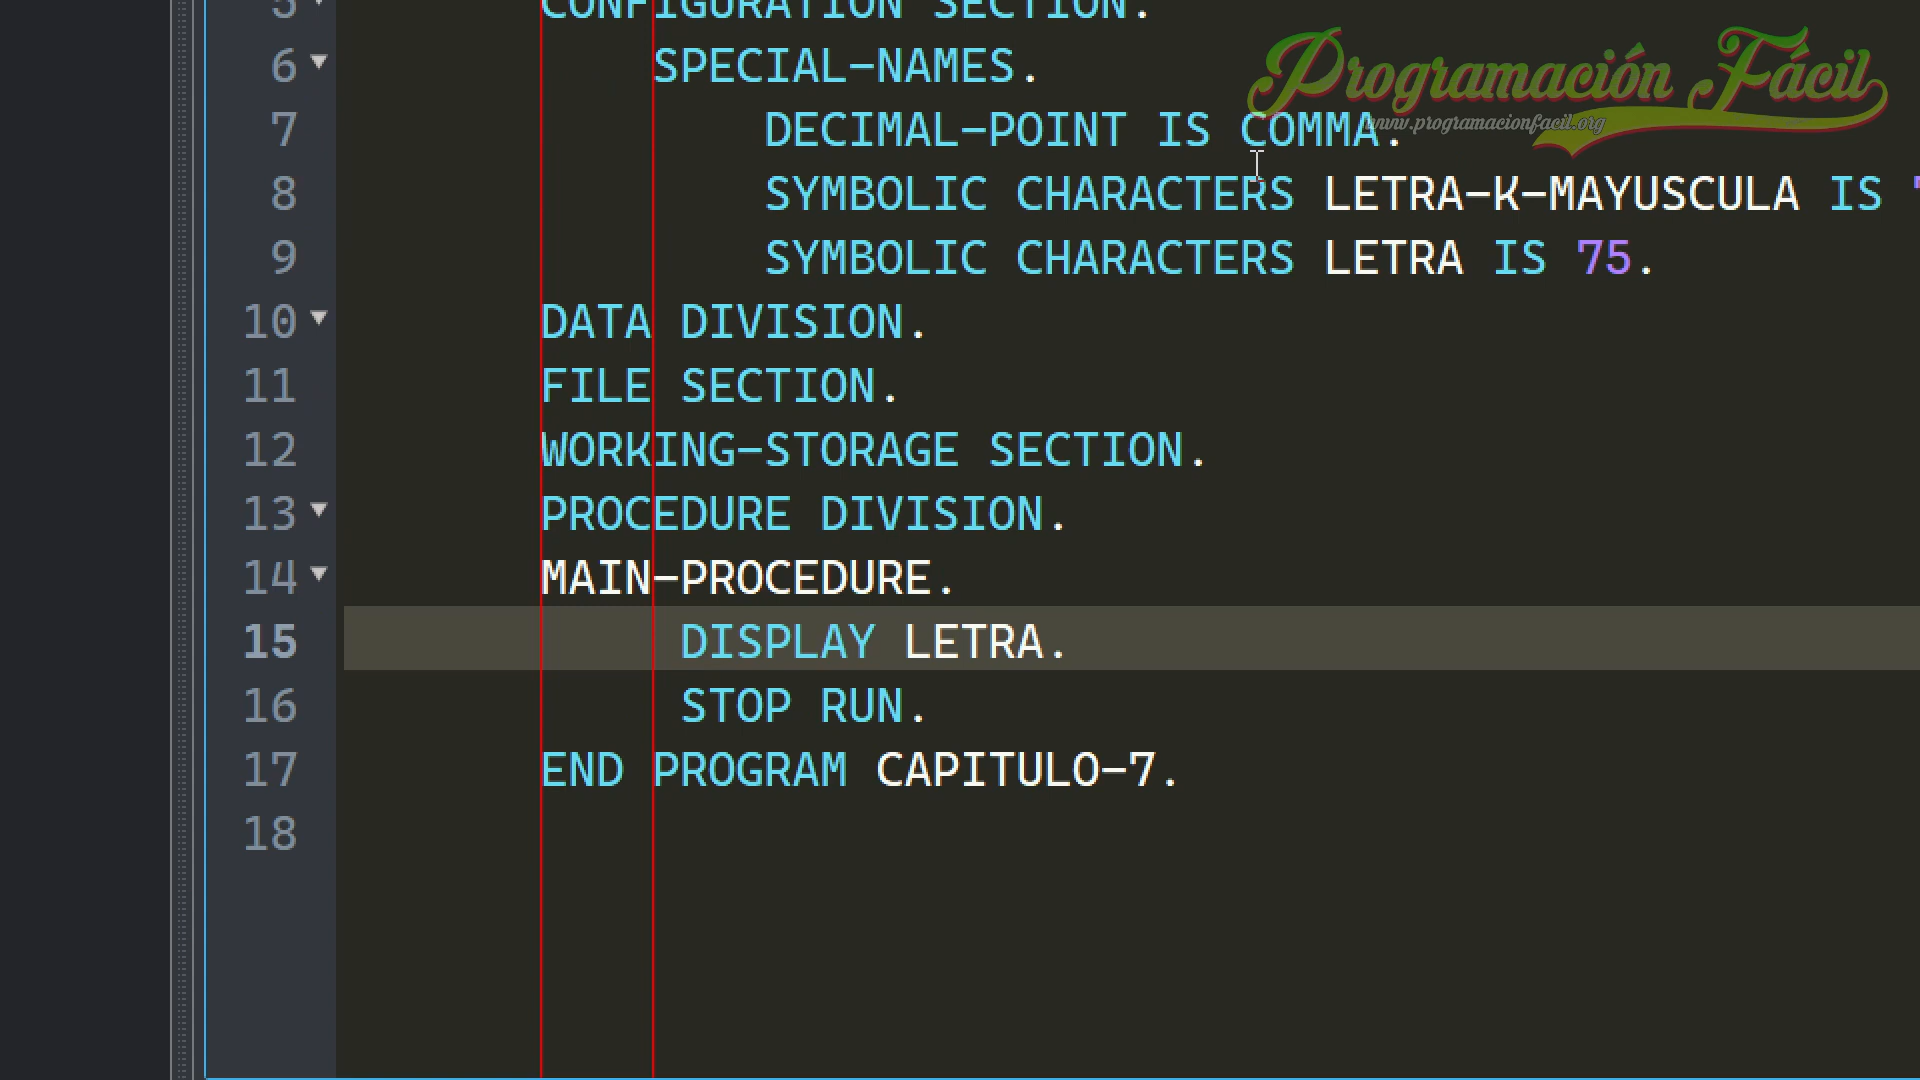 5 CONFIGURATION SECTION.
6 SPECIAL-NAMES.
7 DECIMAL-POINT IS COMMA.
8 SYMBOLIC CHARACTERS LETRA-K-MAYUSCULA IS
9 SYMBOLIC CHARACTERS LETRA IS 75.
10 DATA DIVISION.
11 FILE SECTION.
12 WORKING-STORAGE SECTION.
13 PROCEDURE DIVISION.
14 MAIN-PROCEDURE.
15 DISPLAY LETRA.
16 STOP RUN.
17 END PROGRAM CAPITULO-7.
18
Programación Fácil
www.programacionfacil.org